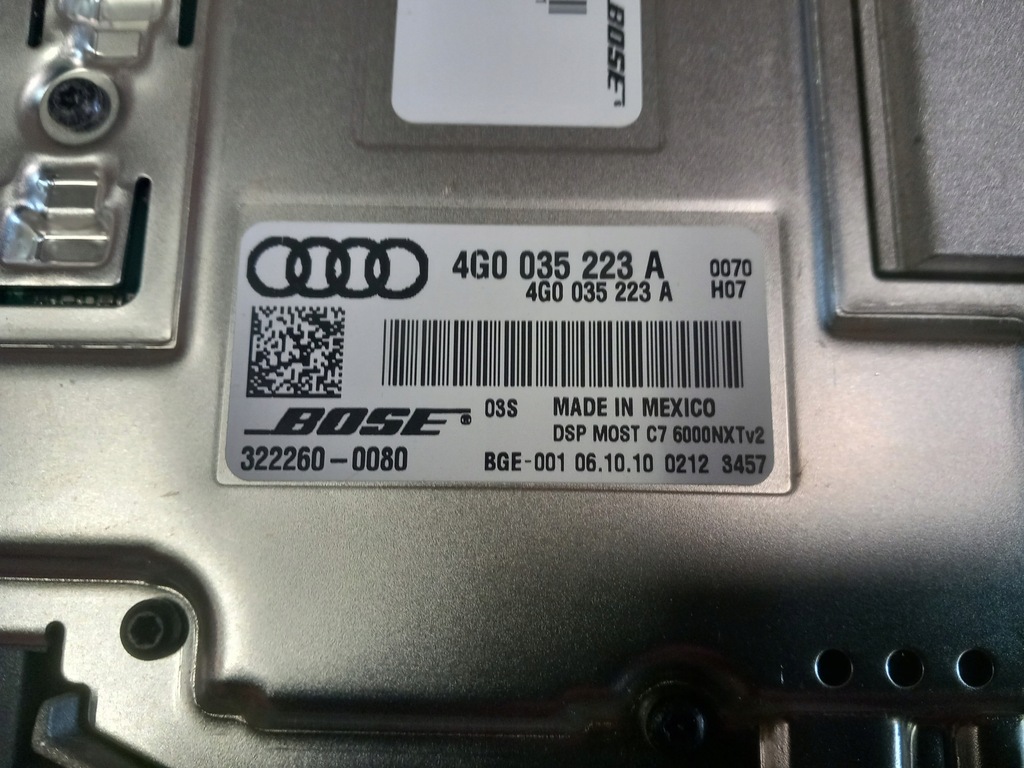 BOSE
4G0 035 223 A 0070
4G0 035 223 A H07
BOSE® 03S MADE IN MEXICO
DSP MOST C7 6000NXTv2
322260-0080 BGE-001 06.10.10 0212 3457